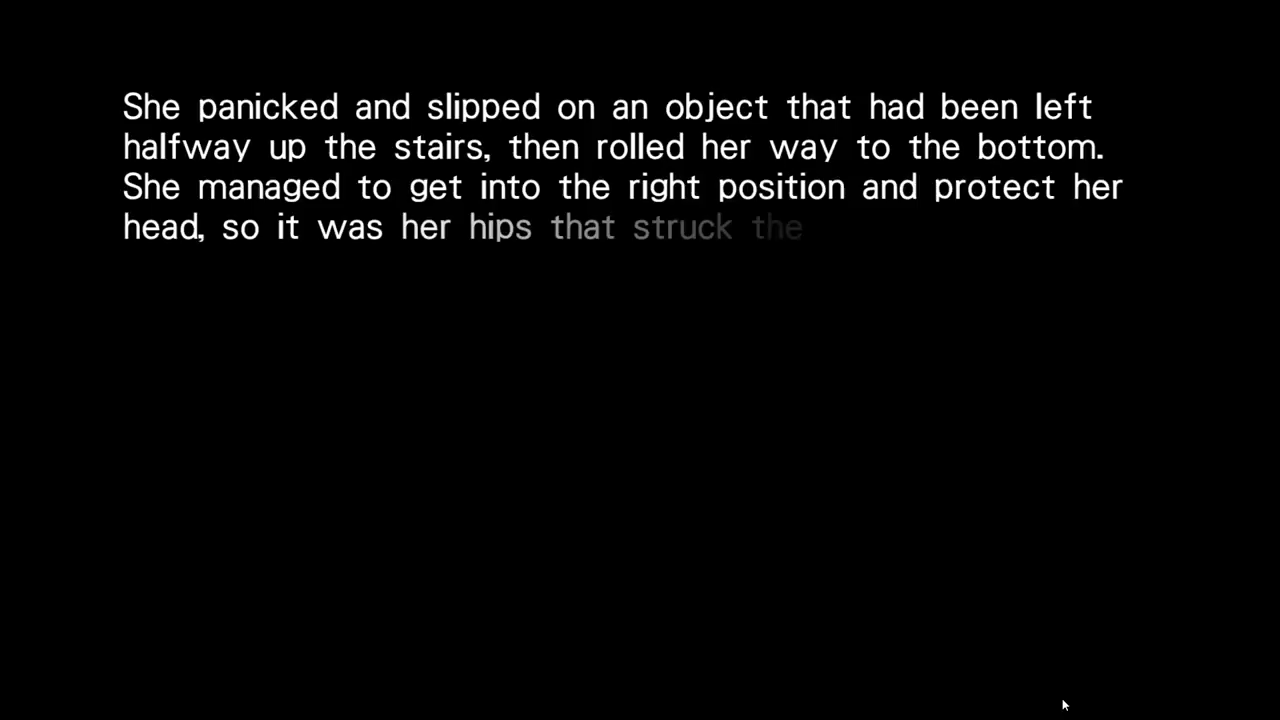 She panicked and slipped on an object that had been left
halfway up the stairs, then rolled her way to the bottom.
She managed to get into the right position and protect her
head, so it was her hips that struck the